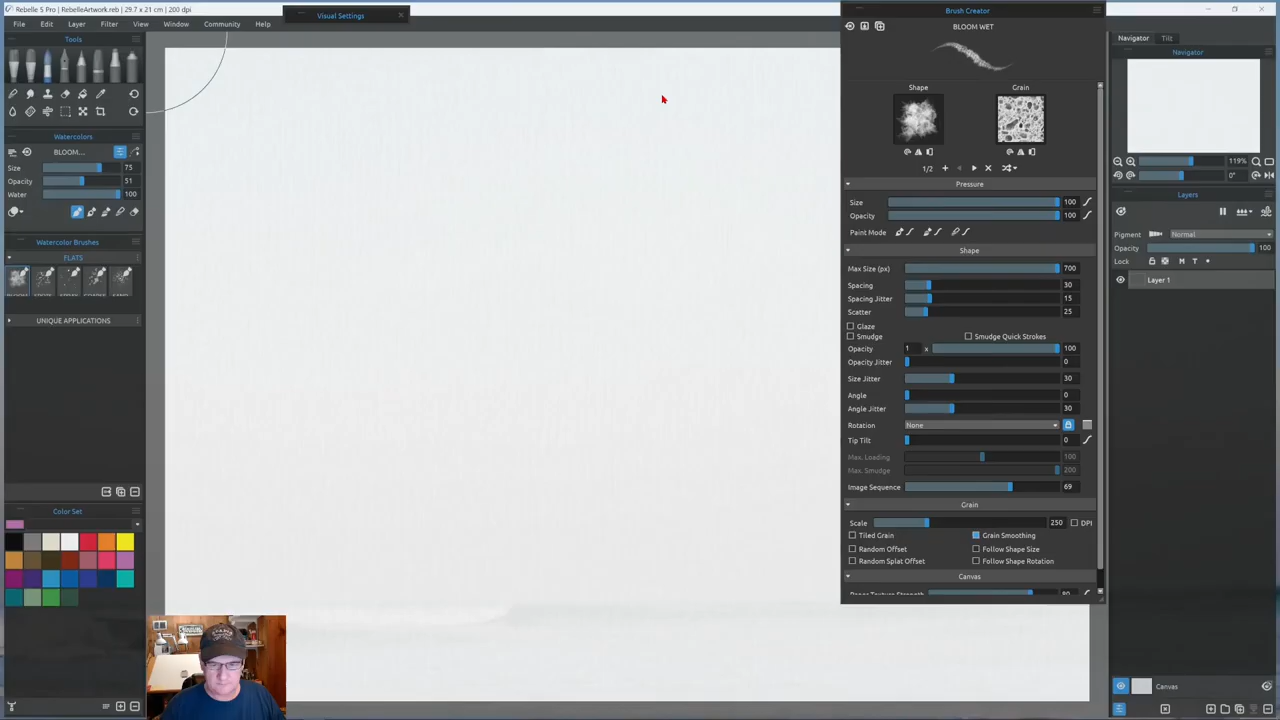 Rebelle 5 Pro | RebelleArtwork.reb | 29.7 x 21 cm | 200 dpi
Visual Settings
File Edit Layer Filter View Window Community Help
Tools
Watercolors
BLOOM...
Size 75
Opacity 51
Water 100
Watercolor Brushes
FLATS
UNIQUE APPLICATIONS
Color Set
Brush Creator
BLOOM WET
Shape Grain
1/2
Pressure
Size 100
Opacity 100
Paint Mode
Shape
Max Size (px) 700
Spacing 30
Spacing Jitter 15
Scatter 25
Glaze
Smudge Smudge Quick Strokes
Opacity 1 x 100
Opacity Jitter 0
Size Jitter 30
Angle 0
Angle Jitter 30
Rotation None
Tip Tilt 0
Max. Loading 100
Max. Smudge 200
Image Sequence 69
Grain
Scale 250 DPI
Tiled Grain Grain Smoothing
Random Offset Follow Shape Size
Random Splat Offset Follow Shape Rotation
Canvas
Paper Texture Strength 80
Navigator Tilt
Navigator
119%
0°
Layers
Pigment Normal
Opacity 100
Lock M T
Layer 1
Canvas